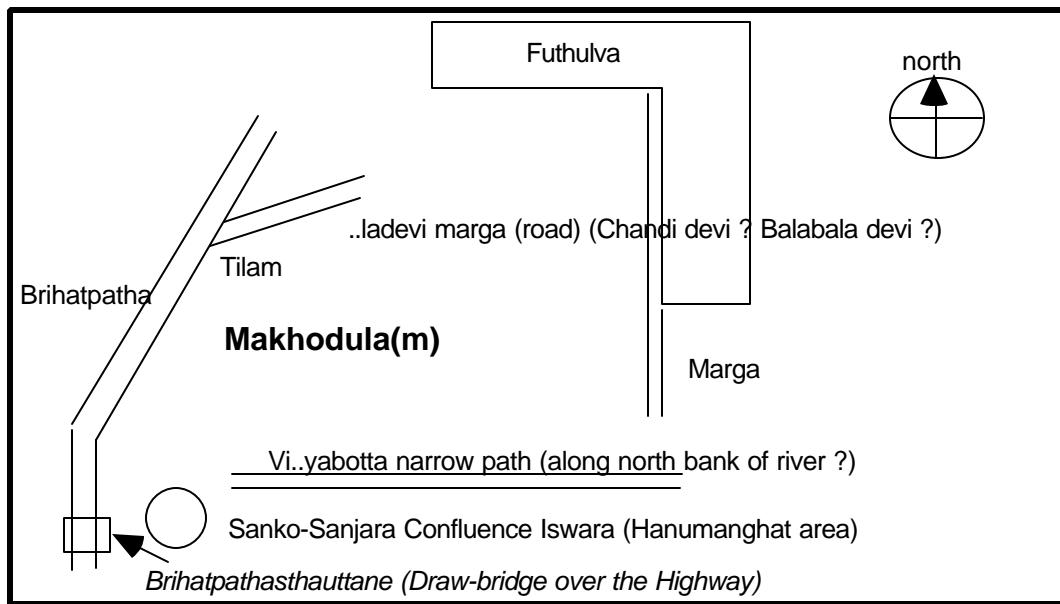 Futhulva
north
..ladevi marga (road) (Chandi devi ? Balabala devi ?)
Tilam
Brihatpatha
Makhodula(m)
Marga
Vi..yabotta narrow path (along north bank of river ?)
Sanko-Sanjara Confluence Iswara (Hanumanghat area)
Brihatpathasthauttane (Draw-bridge over the Highway)